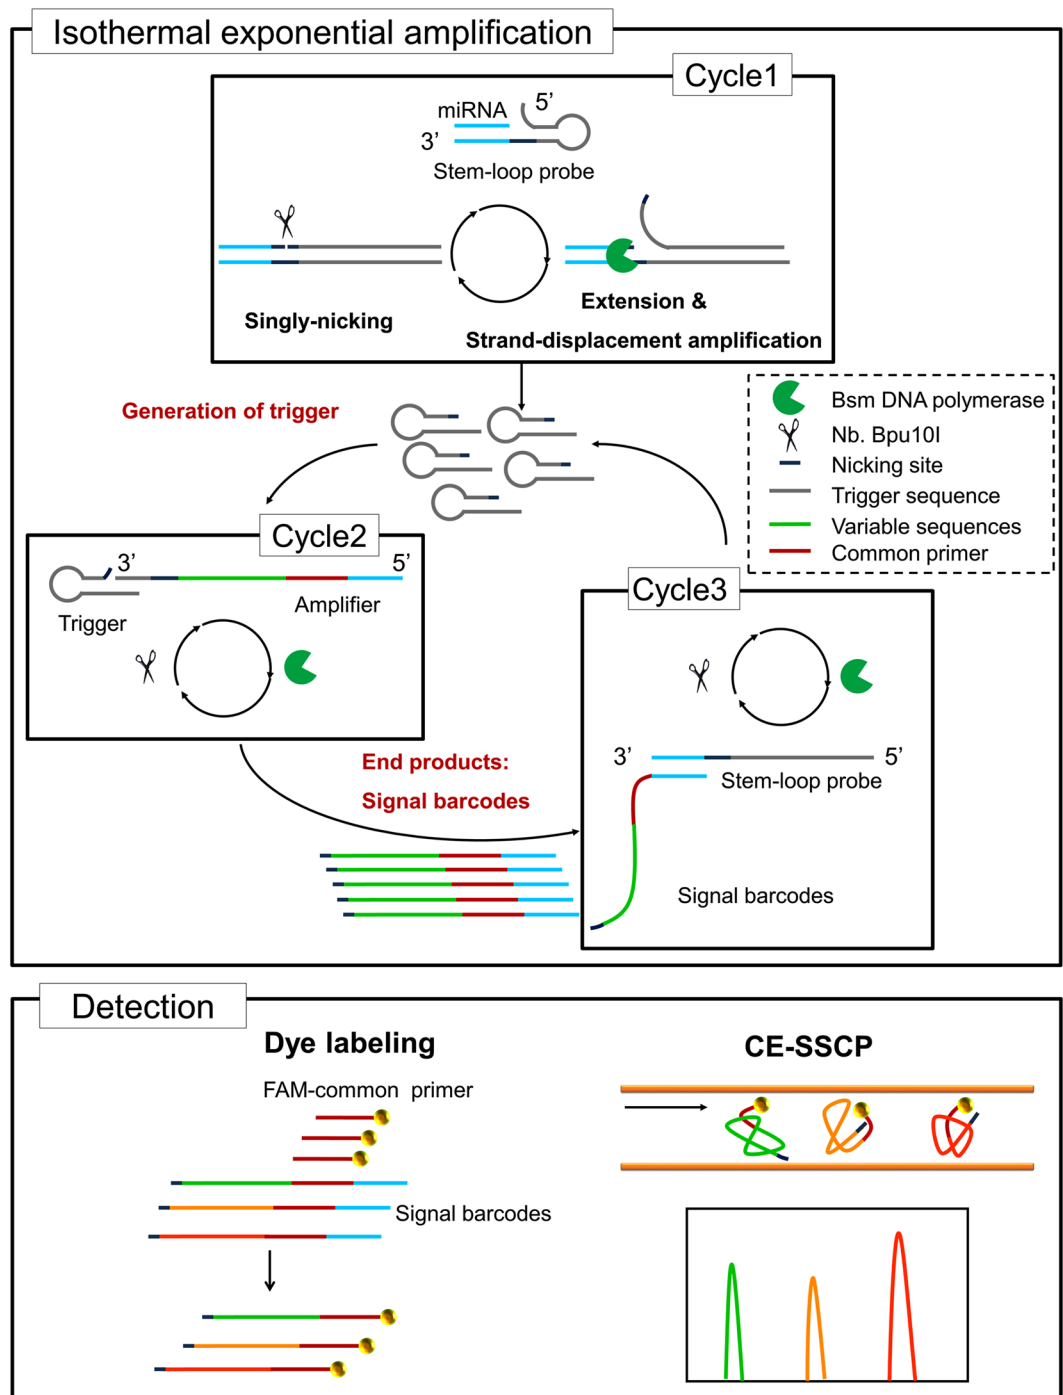 Isothermal exponential amplification
Cycle1
miRNA
5’
3’
Stem-loop probe
Singly-nicking
Extension &
Strand-displacement amplification
Generation of trigger
Bsm DNA polymerase
Nb. Bpu10I
Nicking site
Trigger sequence
Variable sequences
Common primer
Cycle2
3’
5’
Trigger
Amplifier
Cycle3
3’
5’
Stem-loop probe
Signal barcodes
End products:
Signal barcodes
Detection
Dye labeling
FAM-common primer
Signal barcodes
CE-SSCP